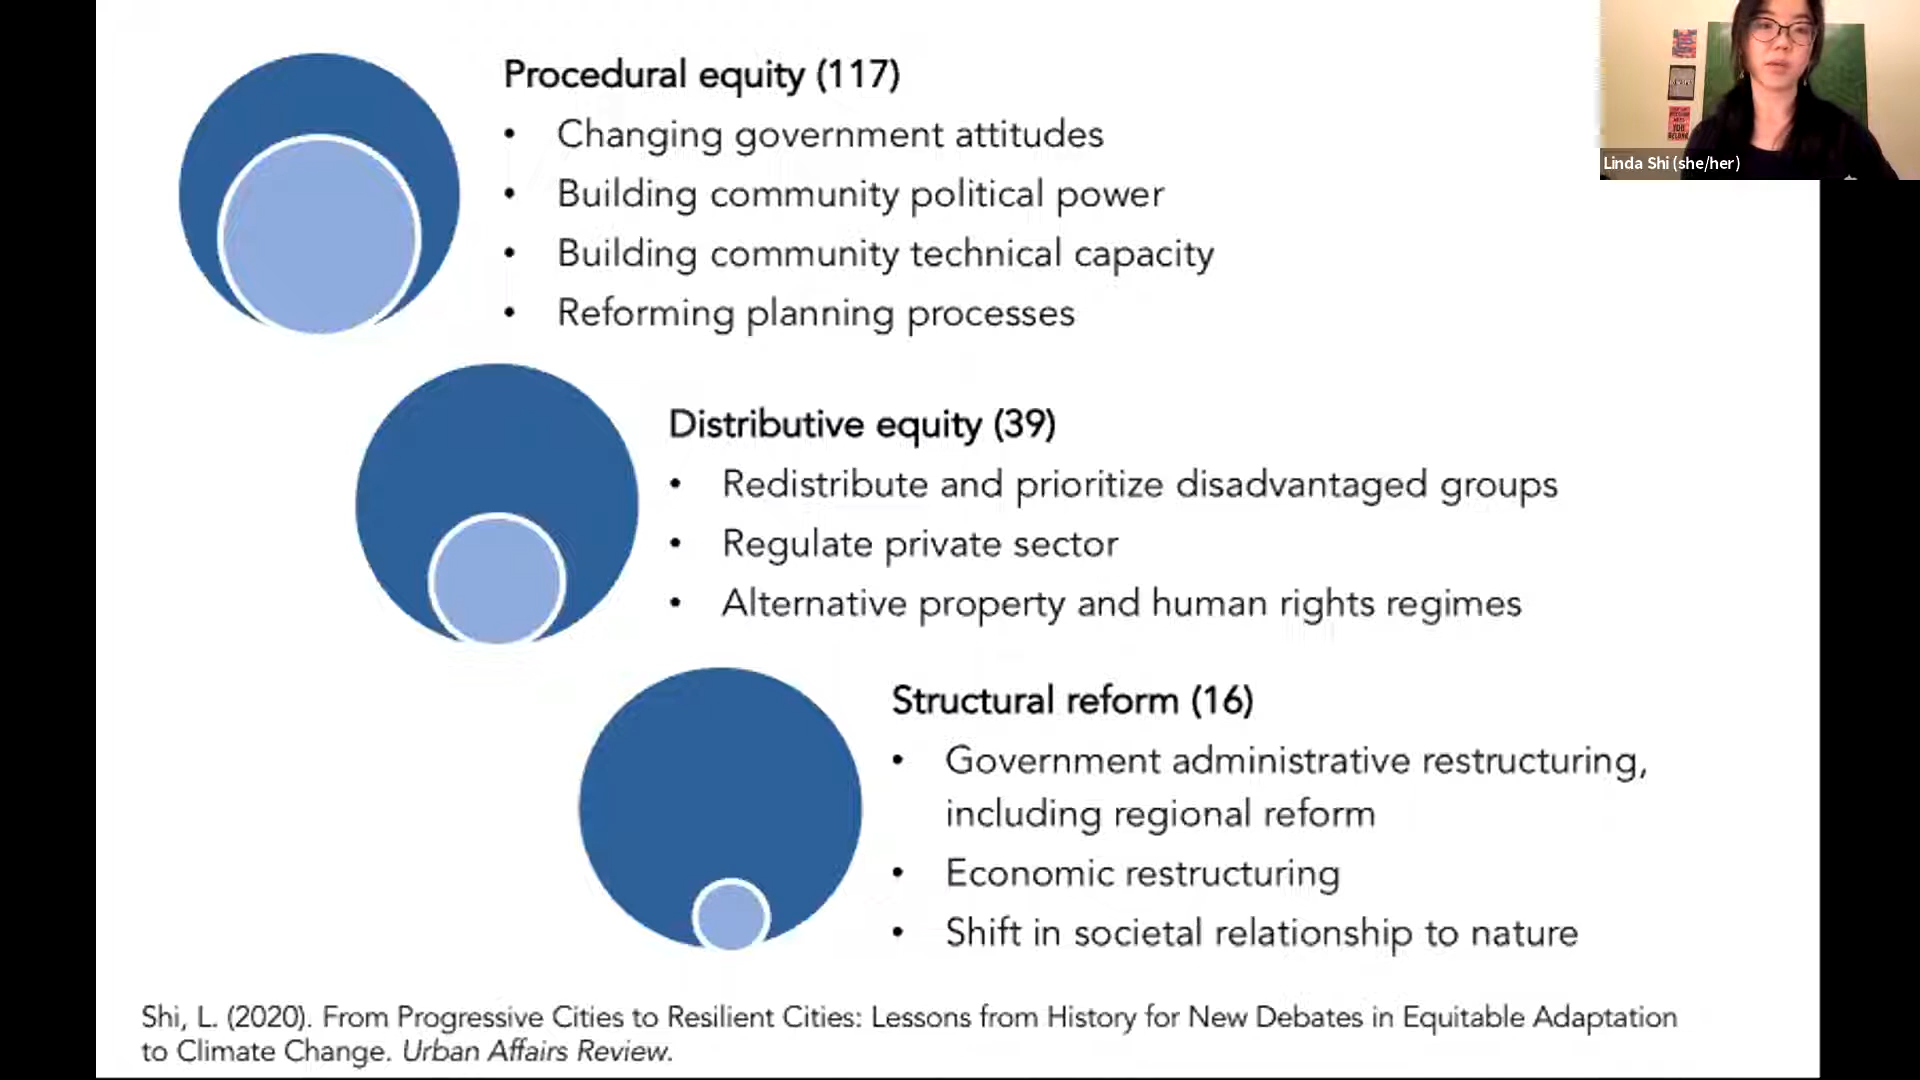 Procedural equity (117)
• Changing government attitudes
• Building community political power
• Building community technical capacity
• Reforming planning processes
Linda Shi (she/her)
Distributive equity (39)
• Redistribute and prioritize disadvantaged groups
• Regulate private sector
• Alternative property and human rights regimes
Structural reform (16)
• Government administrative restructuring,
including regional reform
• Economic restructuring
• Shift in societal relationship to nature
Shi, L. (2020). From Progressive Cities to Resilient Cities: Lessons from History for New Debates in Equitable Adaptation
to Climate Change. Urban Affairs Review.